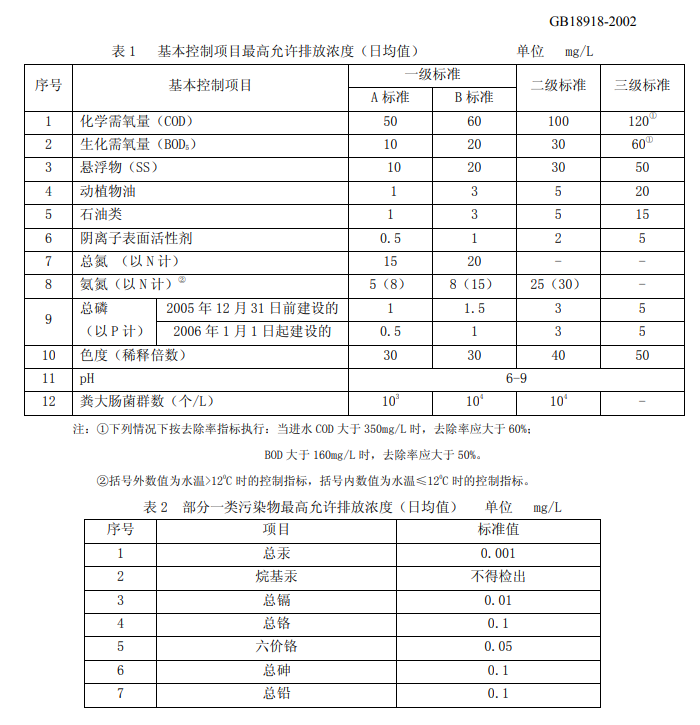 GB18918-2002
表 1 基本控制项目最高允许排放浓度（日均值） 单位 mg/L
序号 基本控制项目 一级标准 二级标准 三级标准
A 标准 B 标准
1 化学需氧量（COD） 50 60 100 120①
2 生化需氧量（BOD₅） 10 20 30 60①
3 悬浮物（SS） 10 20 30 50
4 动植物油 1 3 5 20
5 石油类 1 3 5 15
6 阴离子表面活性剂 0.5 1 2 5
7 总氮 （以 N 计） 15 20 － －
8 氨氮（以 N 计）② 5（8） 8（15） 25（30） －
9 总磷（以 P 计） 2005 年 12 月 31 日前建设的 1 1.5 3 5
2006 年 1 月 1 日起建设的 0.5 1 3 5
10 色度（稀释倍数） 30 30 40 50
11 pH 6-9
12 粪大肠菌群数（个/L） 10³ 10⁴ 10⁴ －
注：①下列情况下按去除率指标执行：当进水 COD 大于 350mg/L 时，去除率应大于 60%；
BOD 大于 160mg/L 时，去除率应大于 50%。
②括号外数值为水温>12⁰C 时的控制指标，括号内数值为水温≤12⁰C 时的控制指标。
表 2 部分一类污染物最高允许排放浓度（日均值） 单位 mg/L
序号 项目 标准值
1 总汞 0.001
2 烷基汞 不得检出
3 总镉 0.01
4 总铬 0.1
5 六价铬 0.05
6 总砷 0.1
7 总铅 0.1